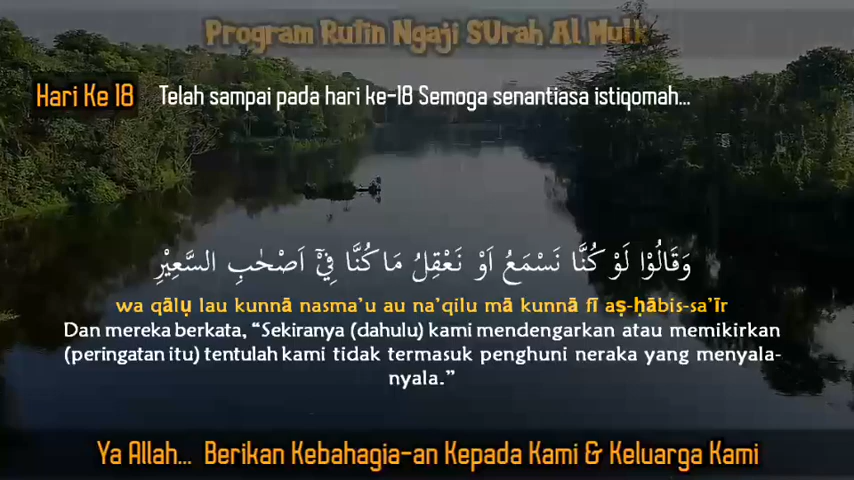 Program Rutin Ngaji SUrah Al Mulk
Hari Ke 18
Telah sampai pada hari ke-18 Semoga senantiasa istiqomah...
وَقَالُوْا لَوْ كُنَّا نَسْمَعُ اَوْ نَعْقِلُ مَا كُنَّا فِيْٓ اَصْحٰبِ السَّعِيْرِ
wa qālụ lau kunnā nasma’u au na’qilu mā kunnā fī aṣ-ḥābis-sa’īr
Dan mereka berkata, “Sekiranya (dahulu) kami mendengarkan atau memikirkan
(peringatan itu) tentulah kami tidak termasuk penghuni neraka yang menyala-
nyala.”
Ya Allah... Berikan Kebahagia-an Kepada Kami & Keluarga Kami